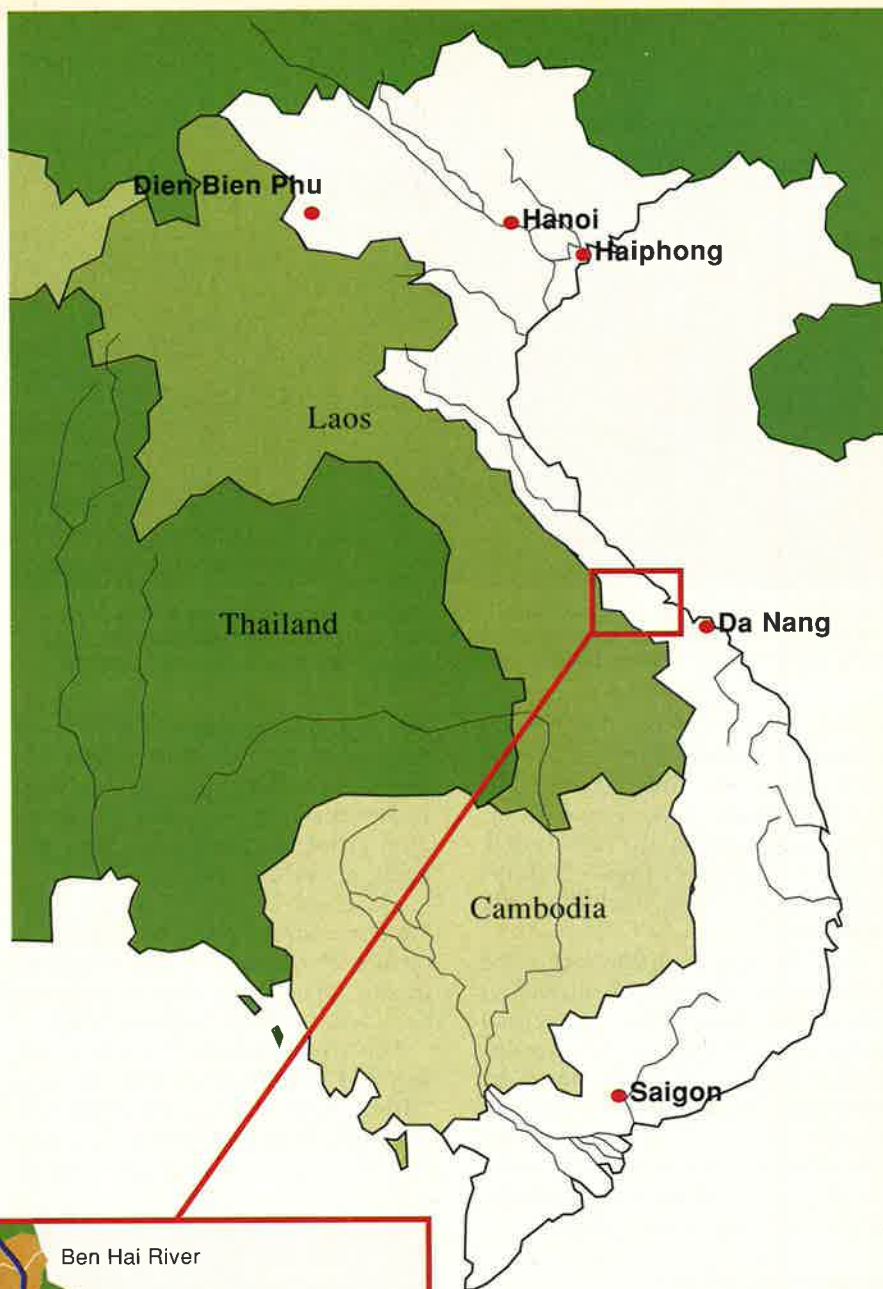 Dien Bien Phu
Hanoi
Haiphong
Laos
Thailand
Da Nang
Cambodia
Saigon
Ben Hai River